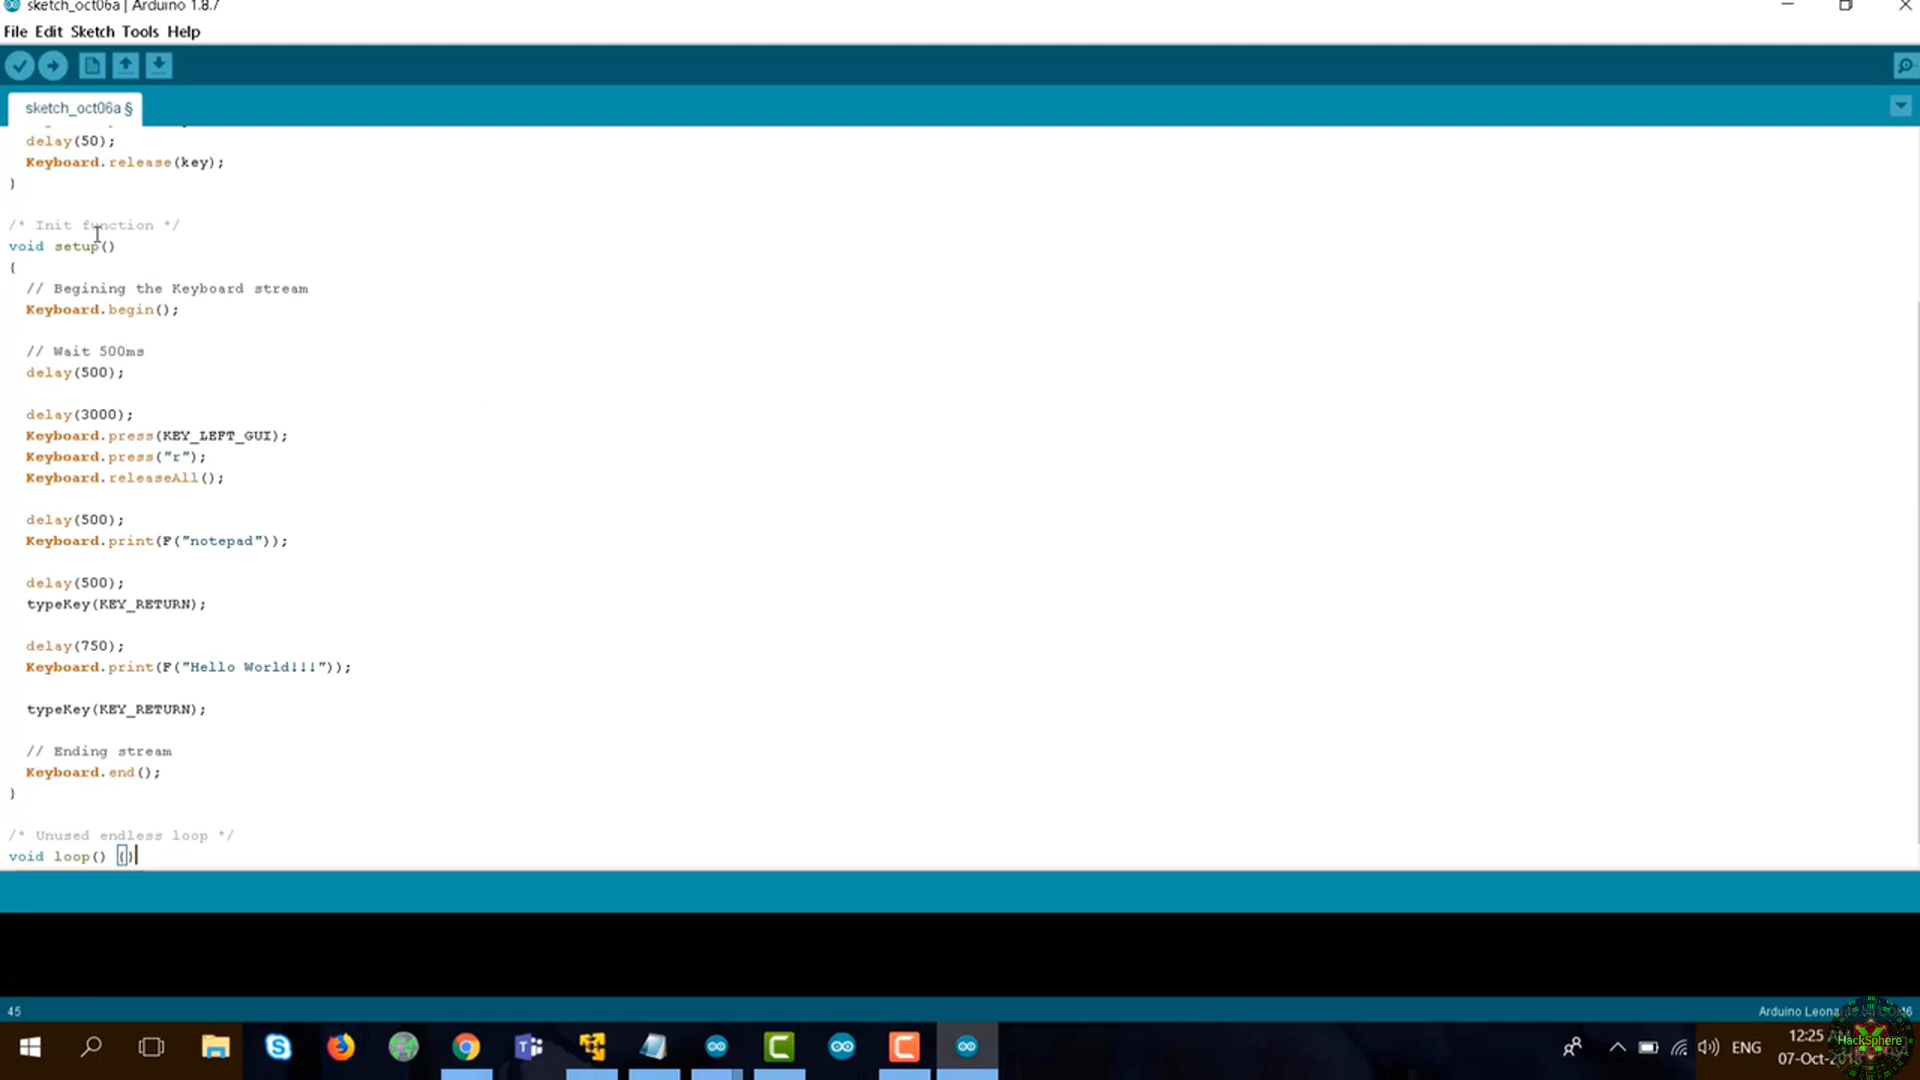 sketch_oct06a | Arduino 1.8.7
File Edit Sketch Tools Help
sketch_oct06a §
delay(50);
Keyboard.release(key);
}
/* Init function */
void setup()
{
// Begining the Keyboard stream
Keyboard.begin();
// Wait 500ms
delay(500);
delay(3000);
Keyboard.press(KEY_LEFT_GUI);
Keyboard.press("r");
Keyboard.releaseAll();
delay(500);
Keyboard.print(F("notepad"));
delay(500);
typeKey(KEY_RETURN);
delay(750);
Keyboard.print(F("Hello World!!!"));
typeKey(KEY_RETURN);
// Ending stream
Keyboard.end();
}
/* Unused endless loop */
void loop() {}
45
Arduino
ENG
12:25
07-Oct-
HackSphere